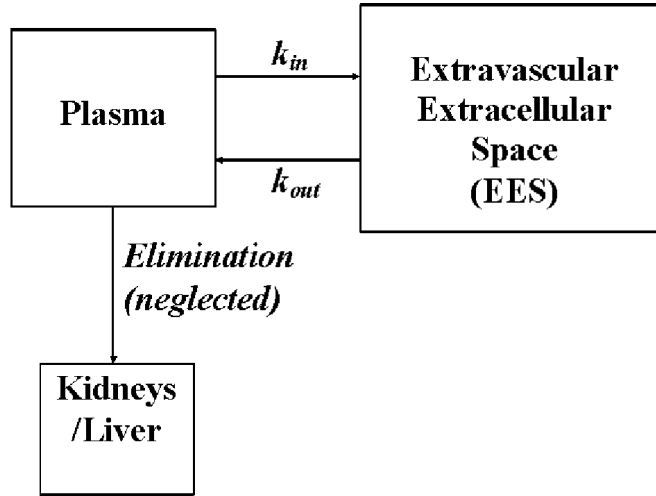 Plasma
k_in
k_out
Extravascular
Extracellular
Space
(EES)
Elimination
(neglected)
Kidneys
/Liver